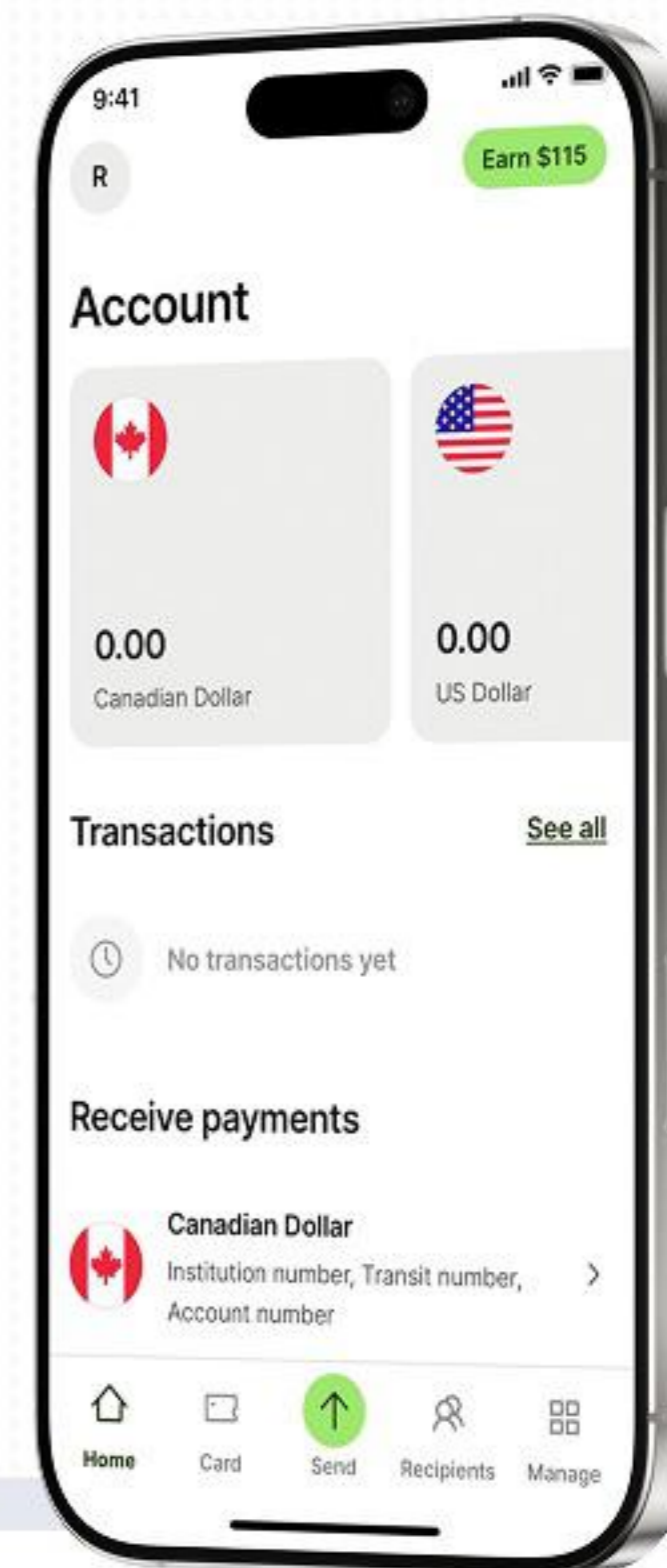 9:41
R
Earn $115
Account
0.00
Canadian Dollar
0.00
US Dollar
Transactions
See all
No transactions yet
Receive payments
Canadian Dollar
Institution number, Transit number,
Account number
Home
Card
Send
Recipients
Manage